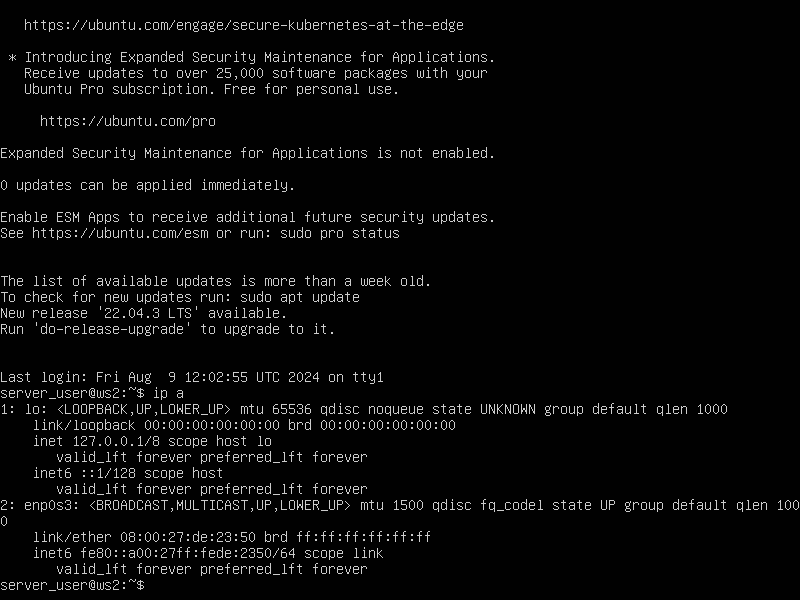 https://ubuntu.com/engage/secure-kubernetes-at-the-edge
* Introducing Expanded Security Maintenance for Applications.
Receive updates to over 25,000 software packages with your
Ubuntu Pro subscription. Free for personal use.
https://ubuntu.com/pro
Expanded Security Maintenance for Applications is not enabled.
0 updates can be applied immediately.
Enable ESM Apps to receive additional future security updates.
See https://ubuntu.com/esm or run: sudo pro status
The list of available updates is more than a week old.
To check for new updates run: sudo apt update
New release '22.04.3 LTS' available.
Run 'do-release-upgrade' to upgrade to it.
Last login: Fri Aug  9 12:02:55 UTC 2024 on tty1
server_user@ws2:~$ ip a
1: lo: <LOOPBACK,UP,LOWER_UP> mtu 65536 qdisc noqueue state UNKNOWN group default qlen 1000
link/loopback 00:00:00:00:00:00 brd 00:00:00:00:00:00
inet 127.0.0.1/8 scope host lo
valid_lft forever preferred_lft forever
inet6 ::1/128 scope host
valid_lft forever preferred_lft forever
2: enp0s3: <BROADCAST,MULTICAST,UP,LOWER_UP> mtu 1500 qdisc fq_codel state UP group default qlen 100
0
link/ether 08:00:27:de:23:50 brd ff:ff:ff:ff:ff:ff
inet6 fe80::a00:27ff:fede:2350/64 scope link
valid_lft forever preferred_lft forever
server_user@ws2:~$